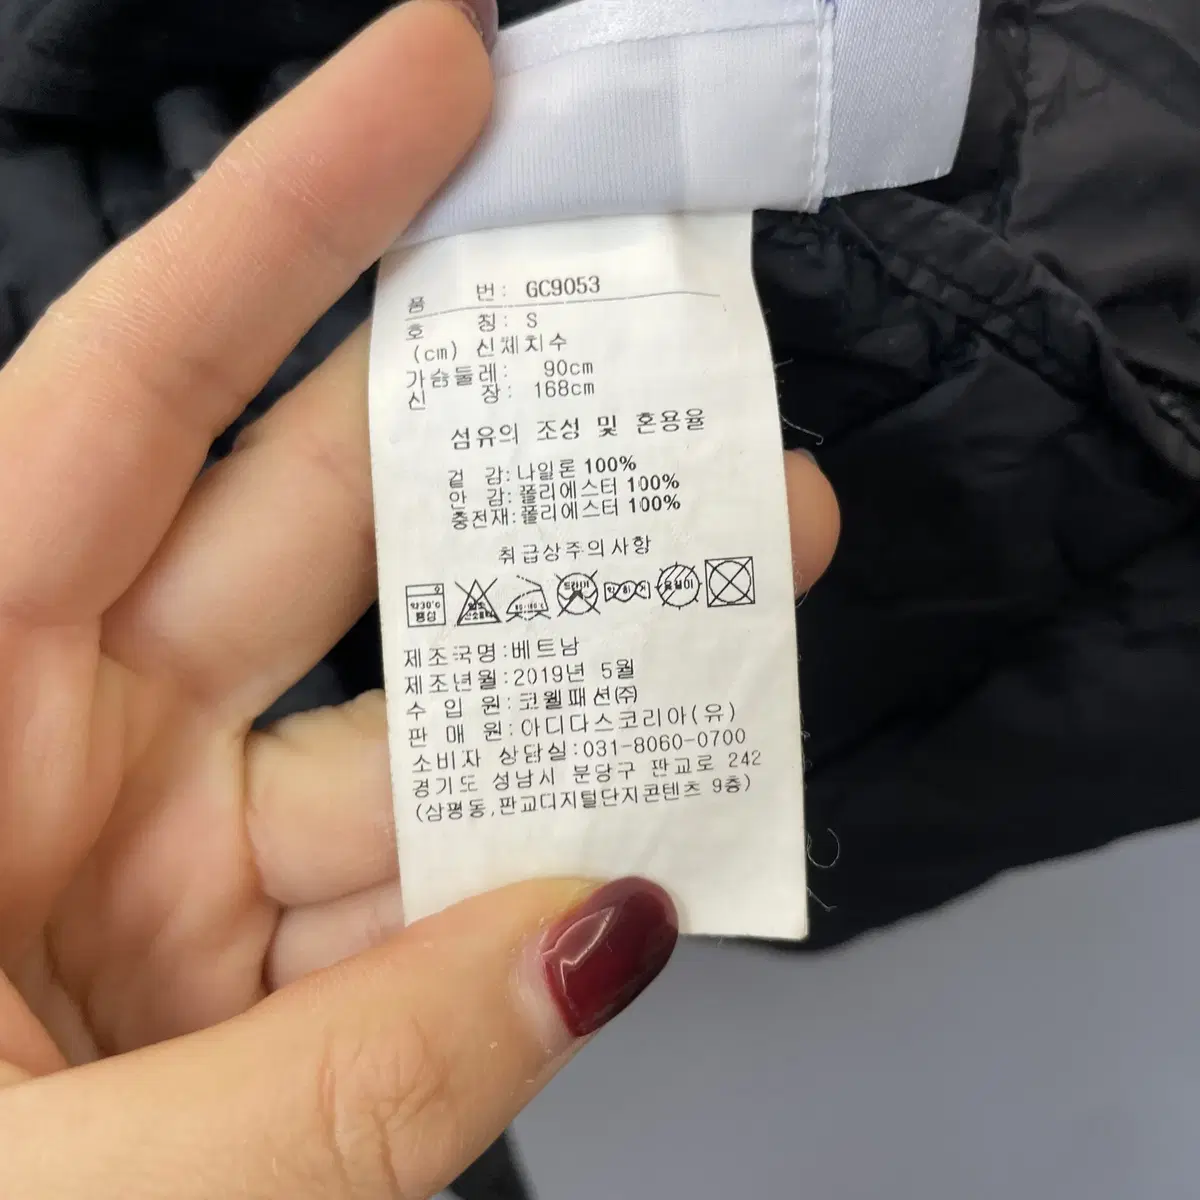 품 번: GC9053
호 칭: S
(cm) 신체치수
가슴둘레: 90cm
신 장: 168cm
섬유의 조성 및 혼용율
겉 감:나일론 100%
안 감:폴리에스터 100%
충전재:폴리에스터 100%
취급상주의사항
약30℃ 중성 염소 80-160℃ 드라이
제조국명:베트남
제조년월:2019년 5월
수 입 원:코웰패션(주)
판 매 원:아디다스코리아(유)
소비자 상담실:031-8060-0700
경기도 성남시 분당구 판교로 242
(삼평동,판교디지털단지콘텐츠 9층)